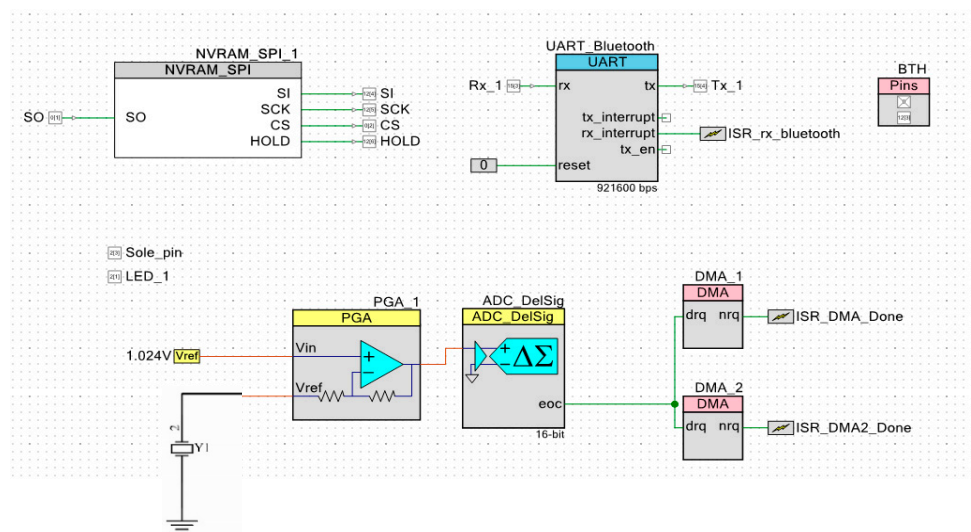 NVRAM_SPI_1
NVRAM_SPI
SO
SO
SI
SCK
CS
HOLD
SI
SCK
CS
HOLD
UART_Bluetooth
UART
Rx_1
rx
tx
Tx_1
tx_interrupt
rx_interrupt
ISR_rx_bluetooth
tx_en
0
reset
921600 bps
BTH
Pins
Sole_pin
LED_1
PGA_1
PGA
1.024V
Vref
Vin
Vref
ADC_DelSig
ADC_DelSig
+
−
+
−
ΔΣ
eoc
16-bit
DMA_1
DMA
drq nrq
ISR_DMA_Done
DMA_2
DMA
drq nrq
ISR_DMA2_Done
2
Y1